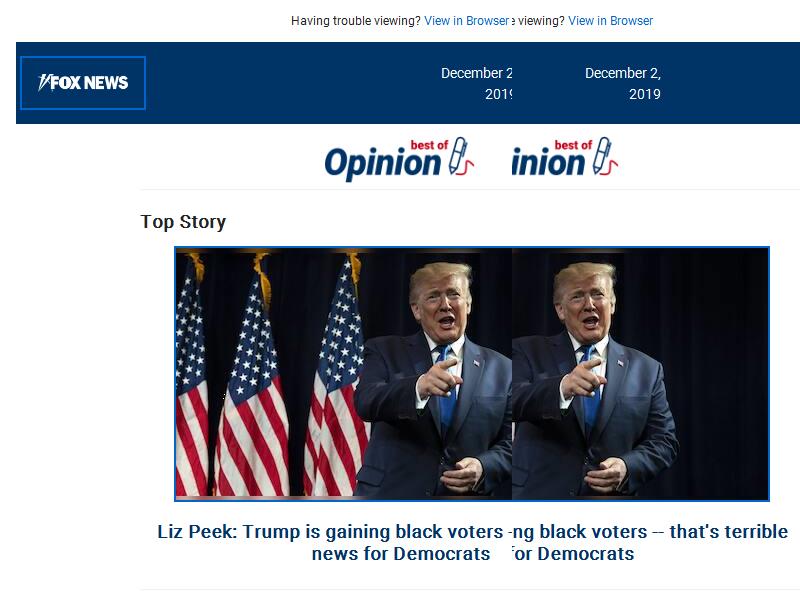 Having trouble viewing? View in Browser e viewing? View in Browser
FOX NEWS
December 2 December 2,
2019 2019
best of best of
Opinion inion
Top Story
Liz Peek: Trump is gaining black voters -ng black voters -- that's terrible
news for Democrats for Democrats